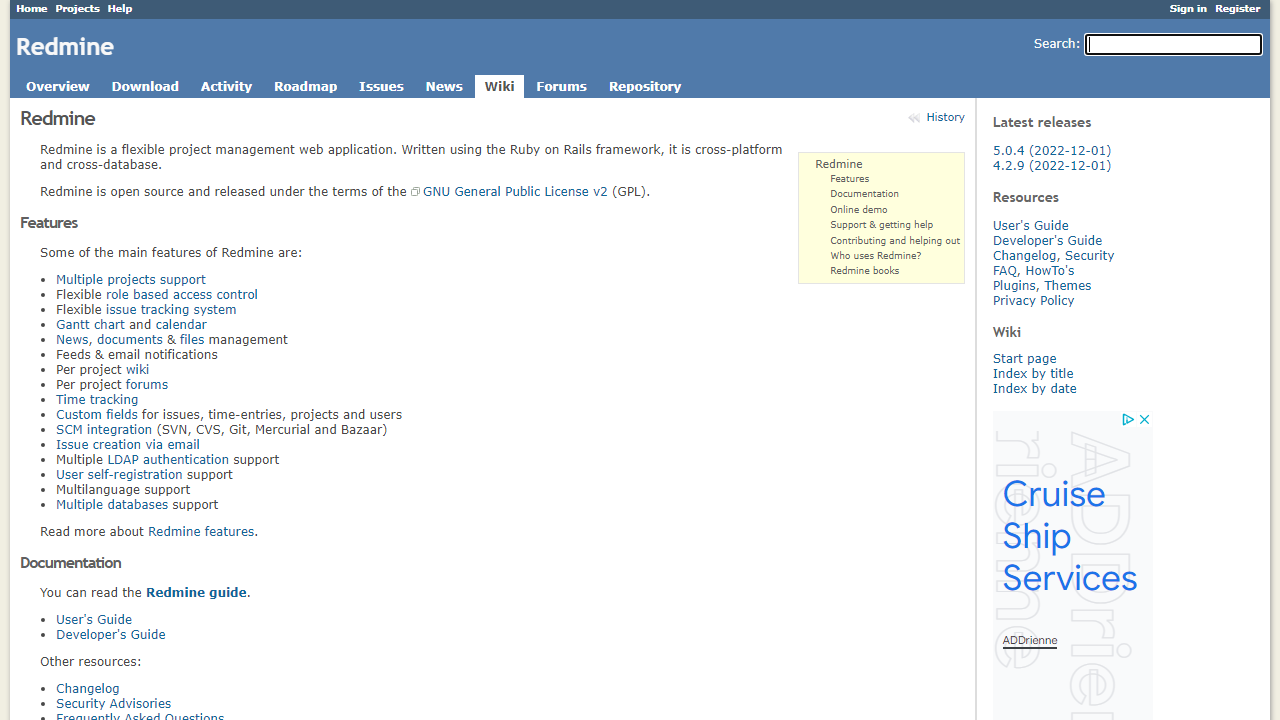 Home Projects Help
Sign in Register
Redmine
Search:
Overview Download Activity Roadmap Issues News Wiki Forums Repository
Redmine
History
Redmine is a flexible project management web application. Written using the Ruby on Rails framework, it is cross-platform
and cross-database.
Redmine is open source and released under the terms of the GNU General Public License v2 (GPL).
Redmine
Features
Documentation
Online demo
Support & getting help
Contributing and helping out
Who uses Redmine?
Redmine books
Features
Some of the main features of Redmine are:
• Multiple projects support
• Flexible role based access control
• Flexible issue tracking system
• Gantt chart and calendar
• News, documents & files management
• Feeds & email notifications
• Per project wiki
• Per project forums
• Time tracking
• Custom fields for issues, time-entries, projects and users
• SCM integration (SVN, CVS, Git, Mercurial and Bazaar)
• Issue creation via email
• Multiple LDAP authentication support
• User self-registration support
• Multilanguage support
• Multiple databases support
Read more about Redmine features.
Documentation
You can read the Redmine guide.
• User's Guide
• Developer's Guide
Other resources:
• Changelog
• Security Advisories
• Frequently Asked Questions
Latest releases
5.0.4 (2022-12-01)
4.2.9 (2022-12-01)
Resources
User's Guide
Developer's Guide
Changelog, Security
FAQ, HowTo's
Plugins, Themes
Privacy Policy
Wiki
Start page
Index by title
Index by date
Cruise
Ship
Services
ADDrienne
ADDrie
rienne